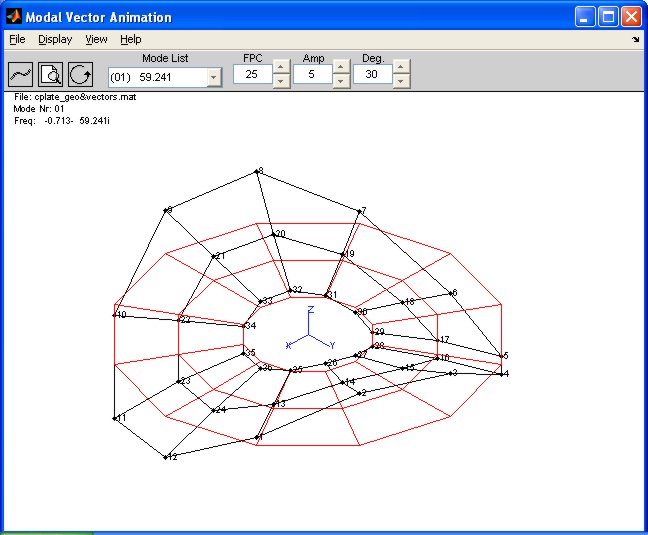 Modal Vector Animation
File Display View Help
Mode List FPC Amp Deg.
(01) 59.241 25 5 30
File: cplate_geo&vectors.mat
Mode Nr: 01
Freq: -0.713- 59.241i
8
9 7
20
21 19
32 31
33 18 6
30
10 22 34 Z 29
17
X Y
35 28 27 16 5
36 25 26 15 3 4
23 14
2
24 13
11
1
12